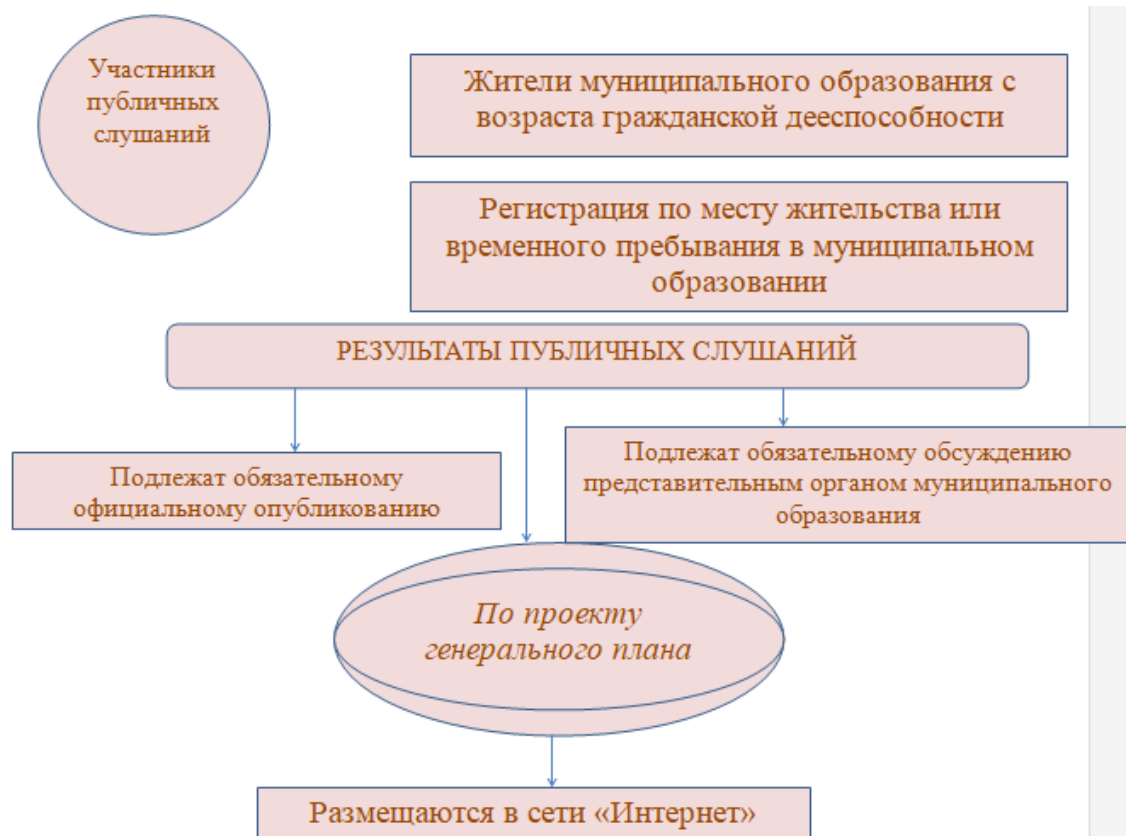 Участники
публичных
слушаний
Жители муниципального образования с
возраста гражданской дееспособности
Регистрация по месту жительства или
временного пребывания в муниципальном
образовании
РЕЗУЛЬТАТЫ ПУБЛИЧНЫХ СЛУШАНИЙ
Подлежат обязательному
официальному опубликованию
Подлежат обязательному обсуждению
представительным органом муниципального
образования
По проекту
генерального плана
Размещаются в сети «Интернет»